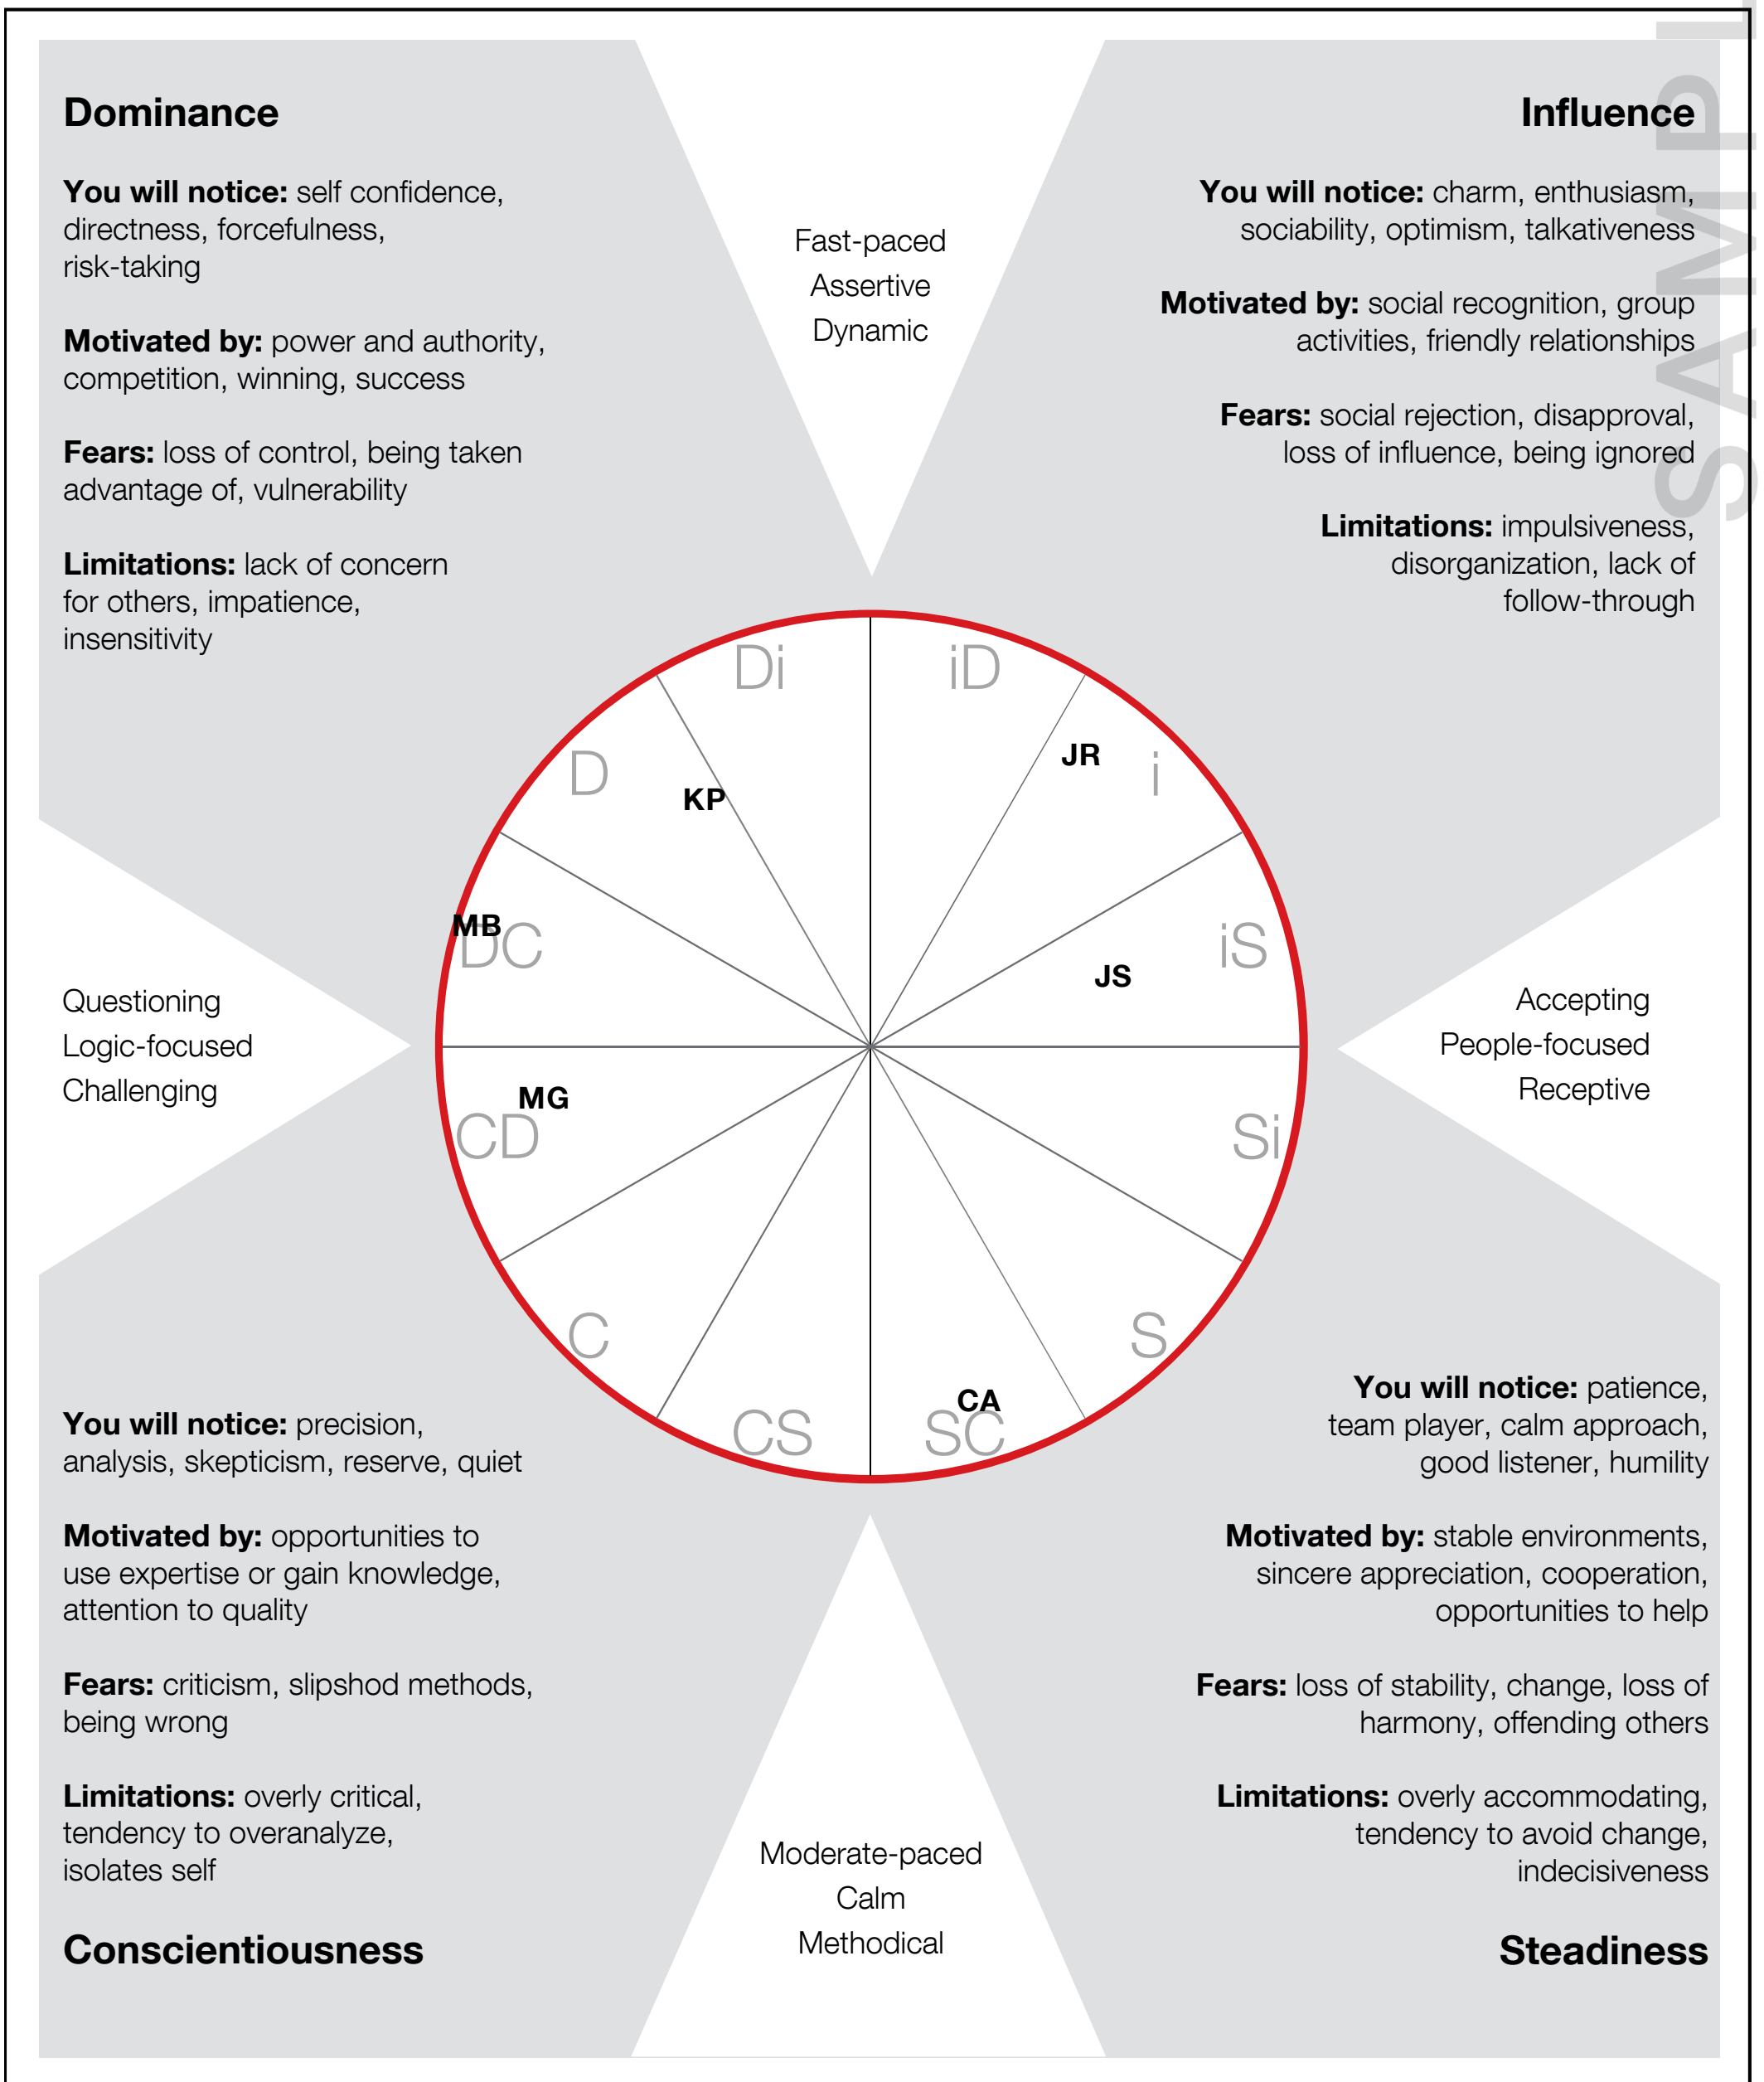 SAMPL
Dominance
You will notice: self confidence,
directness, forcefulness,
risk-taking
Motivated by: power and authority,
competition, winning, success
Fears: loss of control, being taken
advantage of, vulnerability
Limitations: lack of concern
for others, impatience,
insensitivity
Fast-paced
Assertive
Dynamic
Influence
You will notice: charm, enthusiasm,
sociability, optimism, talkativeness
Motivated by: social recognition, group
activities, friendly relationships
Fears: social rejection, disapproval,
loss of influence, being ignored
Limitations: impulsiveness,
disorganization, lack of
follow-through
Di
iD
D
KP
JR
i
MB
DC
JS
iS
Questioning
Logic-focused
Challenging
Accepting
People-focused
Receptive
MG
CD
Si
C
S
CA
CS
SC
You will notice: precision,
analysis, skepticism, reserve, quiet
Motivated by: opportunities to
use expertise or gain knowledge,
attention to quality
Fears: criticism, slipshod methods,
being wrong
Limitations: overly critical,
tendency to overanalyze,
isolates self
Conscientiousness
Moderate-paced
Calm
Methodical
You will notice: patience,
team player, calm approach,
good listener, humility
Motivated by: stable environments,
sincere appreciation, cooperation,
opportunities to help
Fears: loss of stability, change, loss of
harmony, offending others
Limitations: overly accommodating,
tendency to avoid change,
indecisiveness
Steadiness